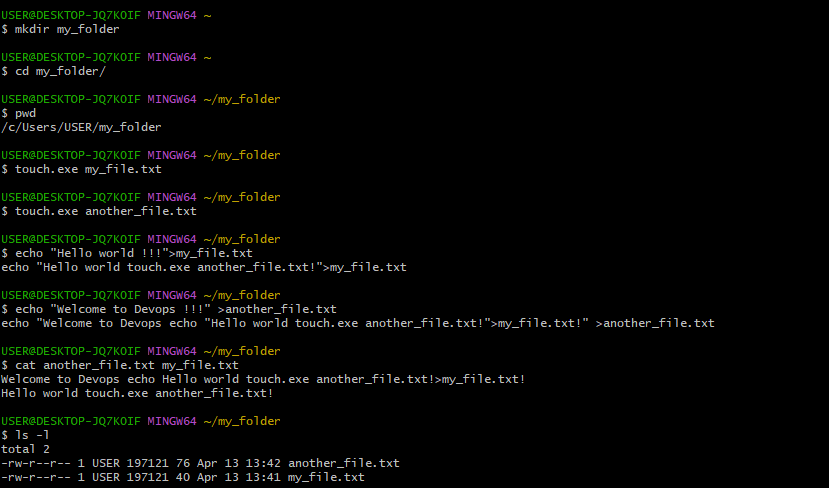 USER@DESKTOP-JQ7KOIF MINGW64 ~
$ mkdir my_folder
USER@DESKTOP-JQ7KOIF MINGW64 ~
$ cd my_folder/
USER@DESKTOP-JQ7KOIF MINGW64 ~/my_folder
$ pwd
/c/Users/USER/my_folder
USER@DESKTOP-JQ7KOIF MINGW64 ~/my_folder
$ touch.exe my_file.txt
USER@DESKTOP-JQ7KOIF MINGW64 ~/my_folder
$ touch.exe another_file.txt
USER@DESKTOP-JQ7KOIF MINGW64 ~/my_folder
$ echo "Hello world !!!">my_file.txt
echo "Hello world touch.exe another_file.txt!">my_file.txt
USER@DESKTOP-JQ7KOIF MINGW64 ~/my_folder
$ echo "Welcome to Devops !!!" >another_file.txt
echo "Welcome to Devops echo "Hello world touch.exe another_file.txt!">my_file.txt!" >another_file.txt
USER@DESKTOP-JQ7KOIF MINGW64 ~/my_folder
$ cat another_file.txt my_file.txt
Welcome to Devops echo Hello world touch.exe another_file.txt!>my_file.txt!
Hello world touch.exe another_file.txt!
USER@DESKTOP-JQ7KOIF MINGW64 ~/my_folder
$ ls -l
total 2
-rw-r--r-- 1 USER 197121 76 Apr 13 13:42 another_file.txt
-rw-r--r-- 1 USER 197121 40 Apr 13 13:41 my_file.txt